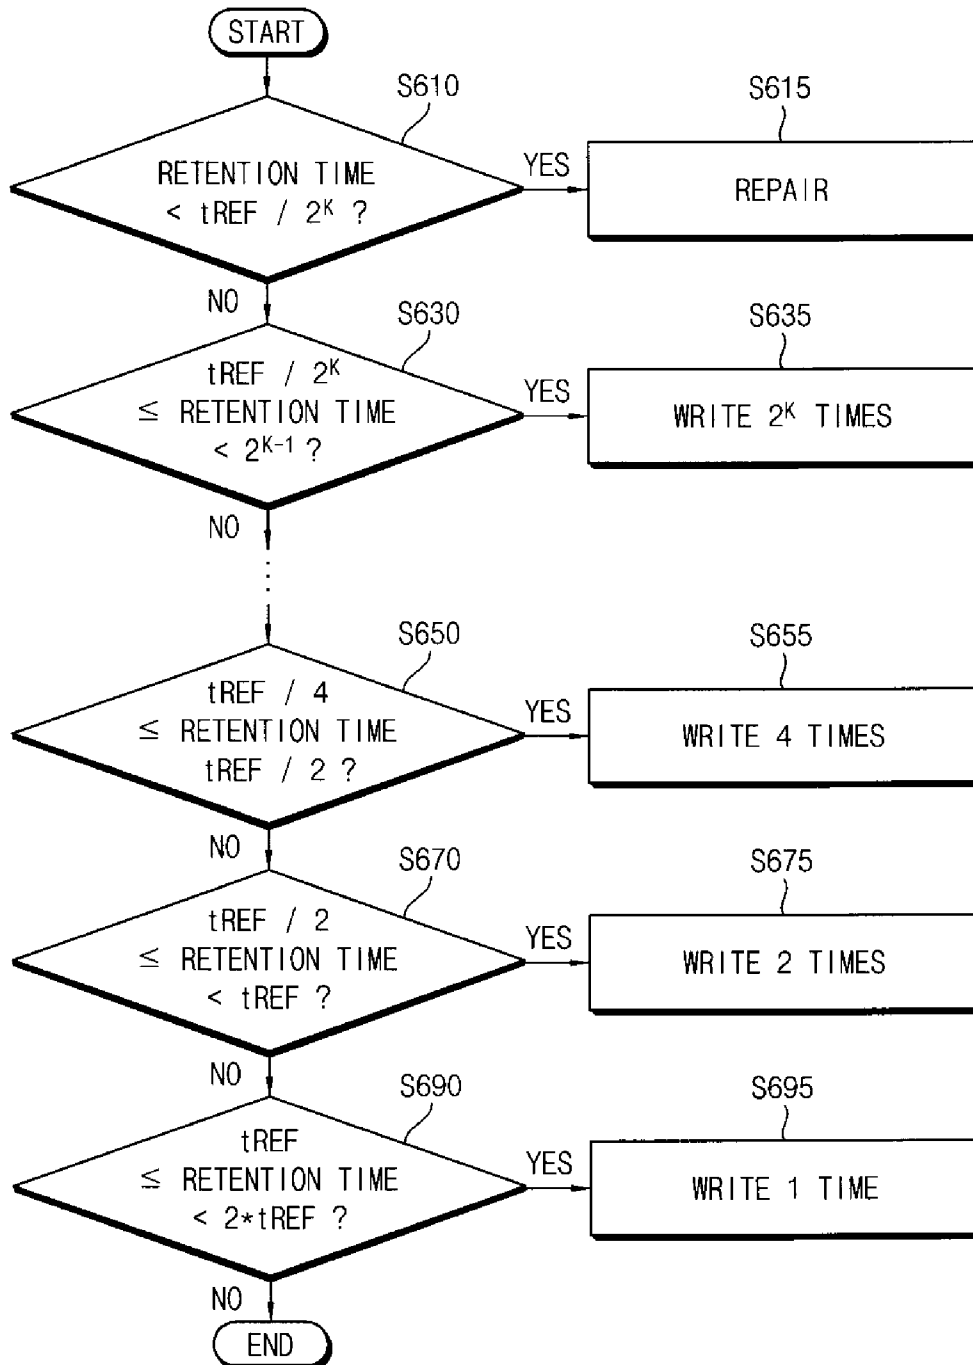 START
S610
RETENTION TIME
< tREF / 2ᴷ ?
YES
S615
REPAIR
NO
S630
tREF / 2ᴷ
≤ RETENTION TIME
< 2ᴷ⁻¹ ?
YES
S635
WRITE 2ᴷ TIMES
NO
S650
tREF / 4
≤ RETENTION TIME
tREF / 2 ?
YES
S655
WRITE 4 TIMES
NO
S670
tREF / 2
≤ RETENTION TIME
< tREF ?
YES
S675
WRITE 2 TIMES
NO
S690
tREF
≤ RETENTION TIME
< 2*tREF ?
YES
S695
WRITE 1 TIME
NO
END